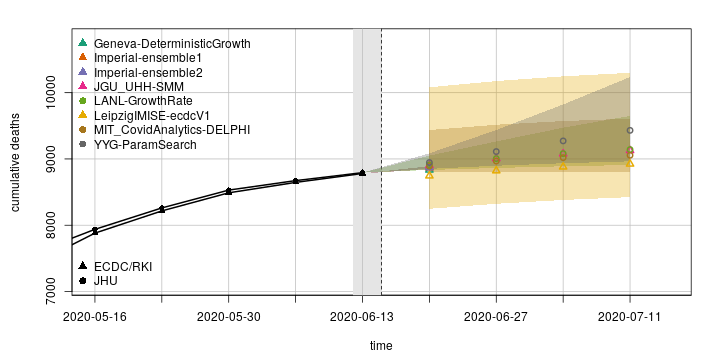 Geneva-DeterministicGrowth
Imperial-ensemble1
Imperial-ensemble2
JGU_UHH-SMM
LANL-GrowthRate
LeipzigIMISE-ecdcV1
MIT_CovidAnalytics-DELPHI
YYG-ParamSearch
cumulative deaths
10000
9000
8000
7000
ECDC/RKI
JHU
2020-05-16
2020-05-30
2020-06-13
2020-06-27
2020-07-11
time